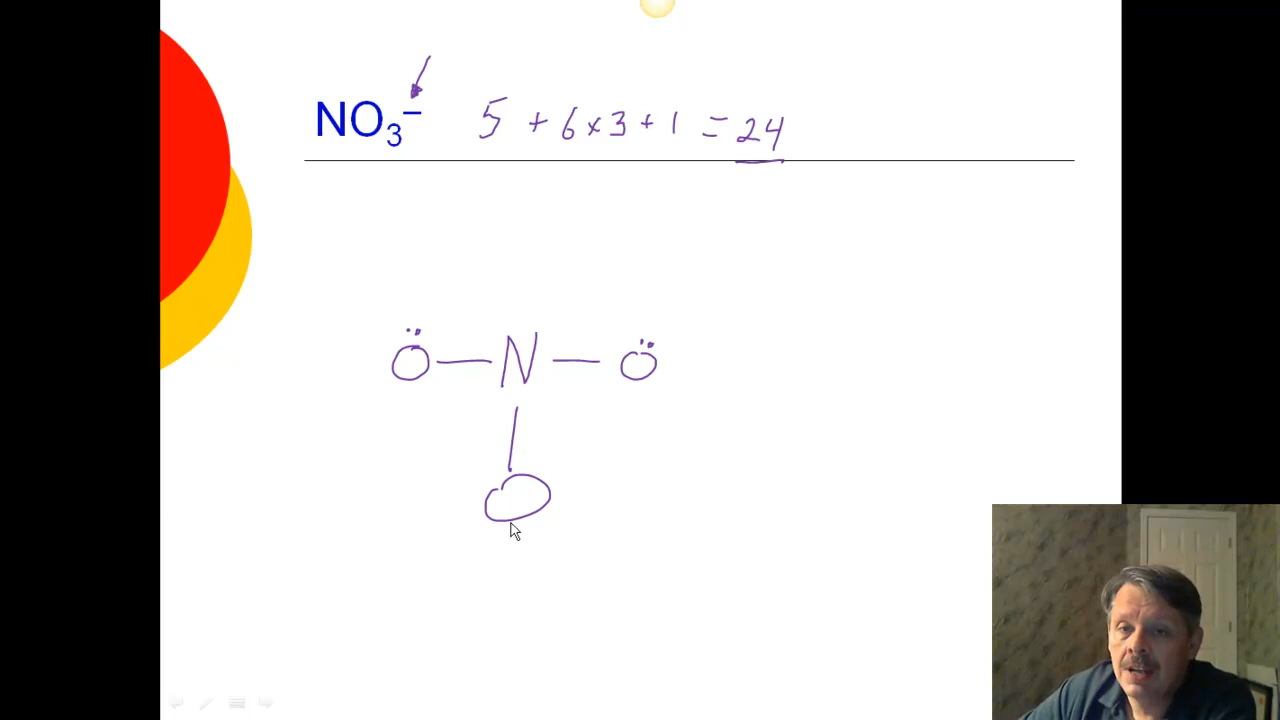 NO₃⁻ 5 + 6 × 3 + 1 = 24
Ö — N — Ö
O